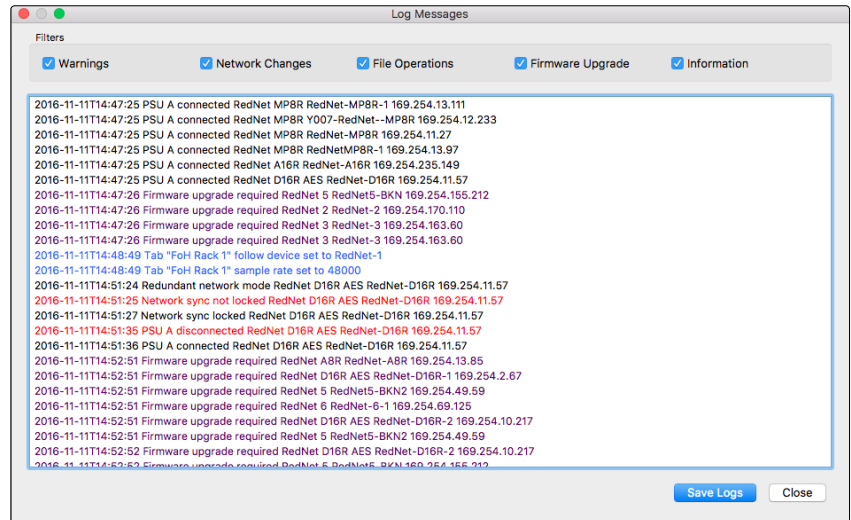 Log Messages
Filters
Warnings
Network Changes
File Operations
Firmware Upgrade
Information
2016-11-11T14:47:25 PSU A connected RedNet MP8R RedNet-MP8R-1 169.254.13.111
2016-11-11T14:47:25 PSU A connected RedNet MP8R Y007-RedNet--MP8R 169.254.12.233
2016-11-11T14:47:25 PSU A connected RedNet MP8R RedNet-MP8R 169.254.11.27
2016-11-11T14:47:25 PSU A connected RedNet MP8R RedNetMP8R-1 169.254.13.97
2016-11-11T14:47:25 PSU A connected RedNet A16R RedNet-A16R 169.254.235.149
2016-11-11T14:47:25 PSU A connected RedNet D16R AES RedNet-D16R 169.254.11.57
2016-11-11T14:47:26 Firmware upgrade required RedNet 5 RedNet5-BKN 169.254.155.212
2016-11-11T14:47:26 Firmware upgrade required RedNet 2 RedNet-2 169.254.170.110
2016-11-11T14:47:26 Firmware upgrade required RedNet 3 RedNet-3 169.254.163.60
2016-11-11T14:47:26 Firmware upgrade required RedNet 3 RedNet-3 169.254.163.60
2016-11-11T14:48:49 Tab "FoH Rack 1" follow device set to RedNet-1
2016-11-11T14:48:49 Tab "FoH Rack 1" sample rate set to 48000
2016-11-11T14:51:24 Redundant network mode RedNet D16R AES RedNet-D16R 169.254.11.57
2016-11-11T14:51:25 Network sync not locked RedNet D16R AES RedNet-D16R 169.254.11.57
2016-11-11T14:51:27 Network sync locked RedNet D16R AES RedNet-D16R 169.254.11.57
2016-11-11T14:51:35 PSU A disconnected RedNet D16R AES RedNet-D16R 169.254.11.57
2016-11-11T14:51:36 PSU A connected RedNet D16R AES RedNet-D16R 169.254.11.57
2016-11-11T14:52:51 Firmware upgrade required RedNet A8R RedNet-A8R 169.254.13.85
2016-11-11T14:52:51 Firmware upgrade required RedNet D16R AES RedNet-D16R-1 169.254.2.67
2016-11-11T14:52:51 Firmware upgrade required RedNet 5 RedNet5-BKN2 169.254.49.59
2016-11-11T14:52:51 Firmware upgrade required RedNet 6 RedNet-6-1 169.254.69.125
2016-11-11T14:52:51 Firmware upgrade required RedNet D16R AES RedNet-D16R-2 169.254.10.217
2016-11-11T14:52:51 Firmware upgrade required RedNet 5 RedNet5-BKN2 169.254.49.59
2016-11-11T14:52:52 Firmware upgrade required RedNet D16R AES RedNet-D16R-2 169.254.10.217
2016-11-11T14:52:52 Firmware upgrade required RedNet 5 RedNet5-BKN 169.254.155.212
Save Logs
Close